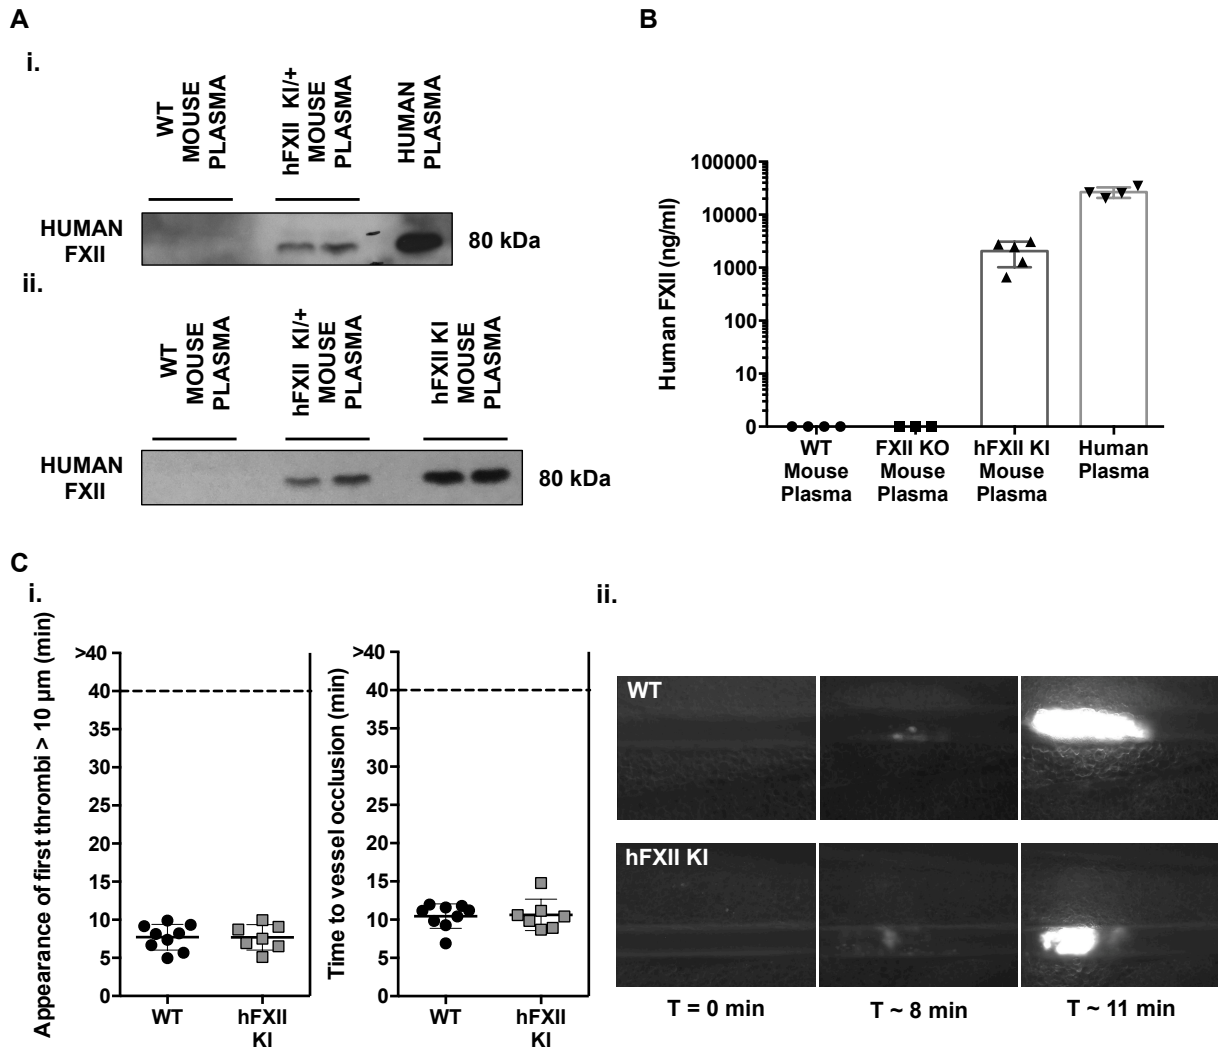 A
i.
WT
MOUSE
PLASMA
hFXII KI/+
MOUSE
PLASMA
HUMAN
PLASMA
HUMAN
FXII
80 kDa
ii.
WT
MOUSE
PLASMA
hFXII KI/+
MOUSE
PLASMA
hFXII KI
MOUSE
PLASMA
HUMAN
FXII
80 kDa
B
Human FXII (ng/ml)
100000
10000
1000
100
10
0
WT
Mouse
Plasma
FXII KO
Mouse
Plasma
hFXII KI
Mouse
Plasma
Human
Plasma
C
i.
Appearance of first thrombi > 10 µm (min)
>40
40
35
30
25
20
15
10
5
0
WT
hFXII
KI
Time to vessel occlusion (min)
>40
40
35
30
25
20
15
10
5
0
WT
hFXII
KI
ii.
WT
hFXII KI
T = 0 min
T ~ 8 min
T ~ 11 min